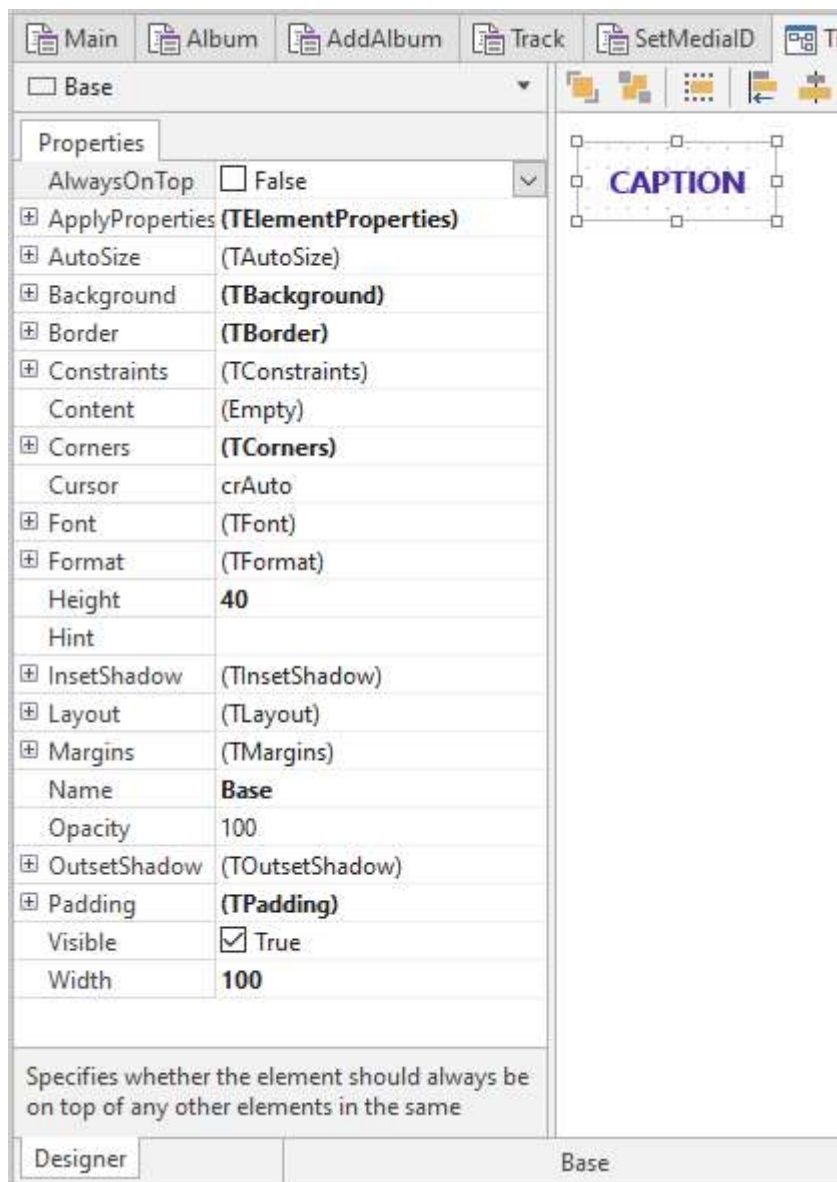 Main Album AddAlbum Track SetMediaID
Base
Properties
AlwaysOnTop False
ApplyProperties (TElementProperties)
AutoSize (TAutoSize)
Background (TBackground)
Border (TBorder)
Constraints (TConstraints)
Content (Empty)
Corners (TCorners)
Cursor crAuto
Font (TFont)
Format (TFormat)
Height 40
Hint
InsetShadow (TInsetShadow)
Layout (TLayout)
Margins (TMargins)
Name Base
Opacity 100
OutsetShadow (TOutsetShadow)
Padding (TPadding)
Visible True
Width 100
CAPTION
Specifies whether the element should always be
on top of any other elements in the same
Designer
Base